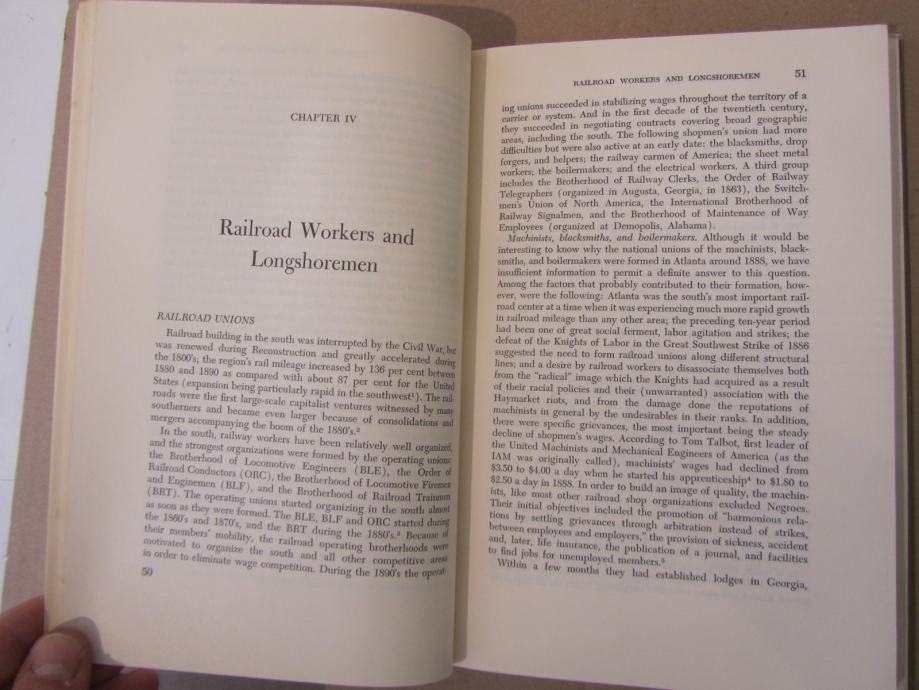 CHAPTER IV
Railroad Workers and
Longshoremen
RAILROAD UNIONS
Railroad building in the south was interrupted by the Civil War, but
was renewed during Reconstruction and greatly accelerated during
the 1800's; the region's rail mileage increased by 136 per cent between
1880 and 1890 as compared with about 87 per cent for the United
States (expansion being particularly rapid in the southwest¹). The rail-
roads were the first large-scale capitalist ventures witnessed by many
southerners and became even larger because of consolidations and
mergers accompanying the boom of the 1880's.²
In the south, railway workers have been relatively well organized,
and the strongest organizations were formed by the operating unions:
the Brotherhood of Locomotive Engineers (BLE), the Order of
Railroad Conductors (ORC), the Brotherhood of Locomotive Firemen
and Enginemen (BLF), and the Brotherhood of Railroad Trainmen
(BRT). The operating unions started organizing in the south almost
as soon as they were formed. The BLE, BLF and ORC started during
the 1860's and 1870's, and the BRT during the 1880's.³ Because of
their members' mobility, the railroad operating brotherhoods were
motivated to organize the south and all other competitive areas
in order to eliminate wage competition. During the 1890's the operat-
50
RAILROAD WORKERS AND LONGSHOREMEN 51
ing unions succeeded in stabilizing wages throughout the territory of a
carrier or system. And in the first decade of the twentieth century,
they succeeded in negotiating contracts covering broad geographic
areas, including the south. The following shopmen's union had more
difficulties but were also active at an early date: the blacksmiths, drop
forgers, and helpers; the railway carmen of America; the sheet metal
workers; the boilermakers; and the electrical workers. A third group
includes the Brotherhood of Railway Clerks, the Order of Railway
Telegraphers (organized in Augusta, Georgia, in 1863), the Switch-
men's Union of North America, the International Brotherhood of
Railway Signalmen, and the Brotherhood of Maintenance of Way
Employees (organized at Demopolis, Alabama).
Machinists, blacksmiths, and boilermakers. Although it would be
interesting to know why the national unions of the machinists, black-
smiths, and boilermakers were formed in Atlanta around 1888, we have
insufficient information to permit a definite answer to this question.
Among the factors that probably contributed to their formation, how-
ever, were the following: Atlanta was the south's most important rail-
road center at a time when it was experiencing much more rapid growth
in railroad mileage than any other area; the preceding ten-year period
had been one of great social ferment, labor agitation and strikes; the
defeat of the Knights of Labor in the Great Southwest Strike of 1886
suggested the need to form railroad unions along different structural
lines; and a desire by railroad workers to disassociate themselves both
from the "radical" image which the Knights had acquired as a result
of their racial policies and their (unwarranted) association with the
Haymarket riots, and from the damage done the reputations of
machinists in general by the undesirables in their ranks. In addition,
there were specific grievances, the most important being the steady
decline of shopmen's wages. According to Tom Talbot, first leader of
the United Machinists and Mechanical Engineers of America (as the
IAM was originally called), machinists' wages had declined from
$3.50 to $4.00 a day when he started his apprenticeship⁴ to $1.80 to
$2.50 a day in 1888. In order to build an image of quality, the machin-
ists, like most other railroad shop organizations excluded Negroes.
Their initial objectives included the promotion of "harmonious rela-
tions by settling grievances through arbitration instead of strikes,
between employees and employers," the provision of sickness, accident
and, later, life insurance, the publication of a journal, and facilities
to find jobs for unemployed members.⁵
Within a few months they had established lodges in Georgia,